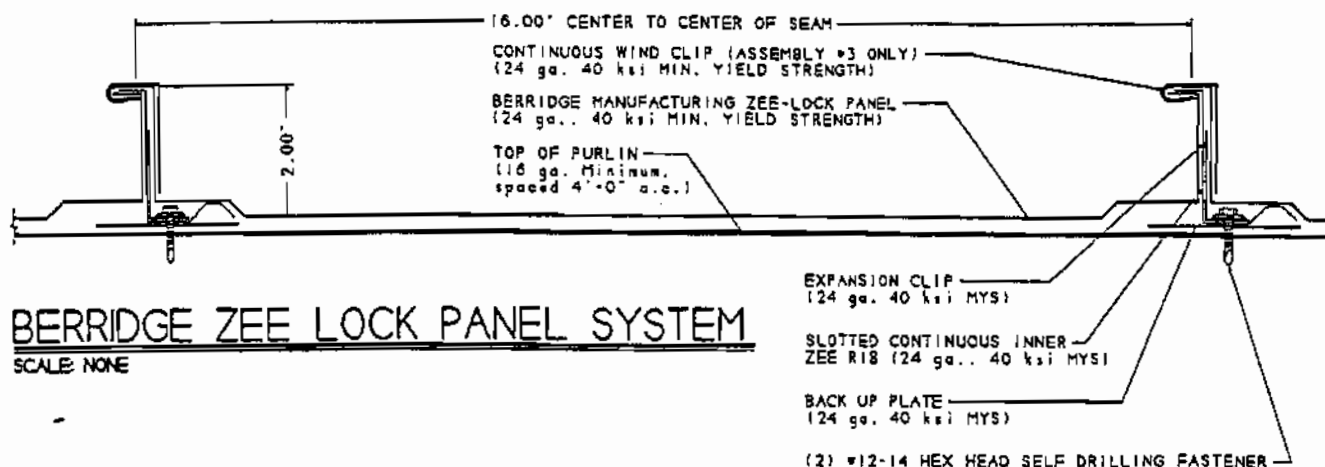 16.00" CENTER TO CENTER OF SEAM
CONTINUOUS WIND CLIP (ASSEMBLY #3 ONLY)
(24 ga. 40 ksi MIN. YIELD STRENGTH)
BERRIDGE MANUFACTURING ZEE-LOCK PANEL
(24 ga., 40 ksi MIN. YIELD STRENGTH)
2.00"
TOP OF PURLIN
(16 ga. Minimum,
spaced 4'-0" o.c.)
EXPANSION CLIP
(24 ga. 40 ksi MYS)
BERRIDGE ZEE LOCK PANEL SYSTEM
SCALE: NONE
SLOTTED CONTINUOUS INNER
ZEE R18 (24 ga., 40 ksi MYS)
BACK UP PLATE
(24 ga. 40 ksi MYS)
(2) #12-14 HEX HEAD SELF DRILLING FASTENER